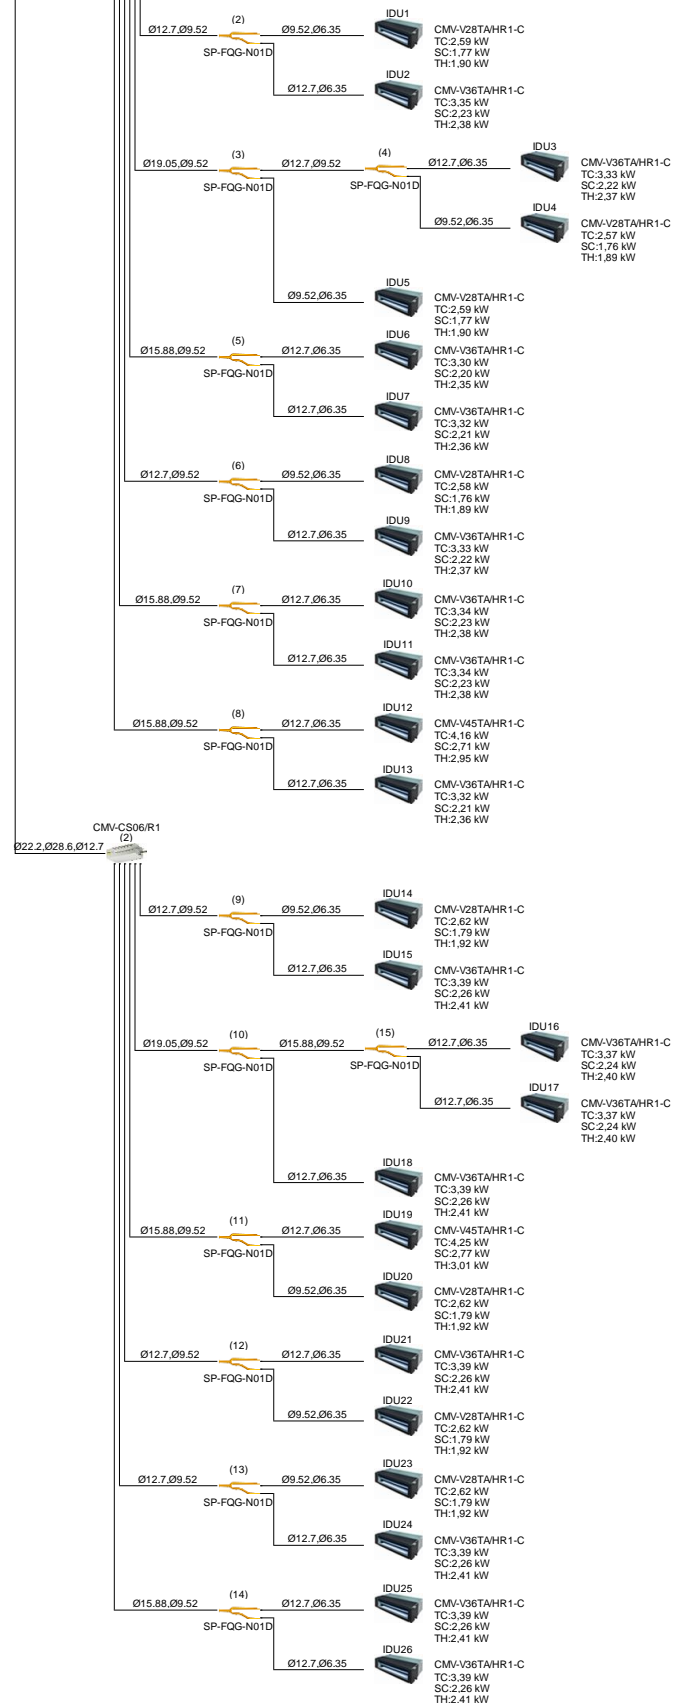 IDU1
(2)
Ø12.7,Ø9.52
Ø9.52,Ø6.35
CMV-V28TA/HR1-C
TC:2,59 kW
SC:1,77 kW
TH:1,90 kW
SP-FQG-N01D
IDU2
Ø12.7,Ø6.35
CMV-V36TA/HR1-C
TC:3,35 kW
SC:2,23 kW
TH:2,38 kW
IDU3
(3)
(4)
Ø19.05,Ø9.52
Ø12.7,Ø9.52
Ø12.7,Ø6.35
CMV-V36TA/HR1-C
TC:3,33 kW
SC:2,22 kW
TH:2,37 kW
SP-FQG-N01D
SP-FQG-N01D
IDU4
Ø9.52,Ø6.35
CMV-V28TA/HR1-C
TC:2,57 kW
SC:1,76 kW
TH:1,89 kW
IDU5
Ø9.52,Ø6.35
CMV-V28TA/HR1-C
TC:2,59 kW
SC:1,77 kW
TH:1,90 kW
IDU6
(5)
Ø15.88,Ø9.52
Ø12.7,Ø6.35
CMV-V36TA/HR1-C
TC:3,30 kW
SC:2,20 kW
TH:2,35 kW
SP-FQG-N01D
IDU7
Ø12.7,Ø6.35
CMV-V36TA/HR1-C
TC:3,32 kW
SC:2,21 kW
TH:2,36 kW
IDU8
(6)
Ø12.7,Ø9.52
Ø9.52,Ø6.35
CMV-V28TA/HR1-C
TC:2,58 kW
SC:1,76 kW
TH:1,89 kW
SP-FQG-N01D
IDU9
Ø12.7,Ø6.35
CMV-V36TA/HR1-C
TC:3,33 kW
SC:2,22 kW
TH:2,37 kW
IDU10
(7)
Ø15.88,Ø9.52
Ø12.7,Ø6.35
CMV-V36TA/HR1-C
TC:3,34 kW
SC:2,23 kW
TH:2,38 kW
SP-FQG-N01D
IDU11
Ø12.7,Ø6.35
CMV-V36TA/HR1-C
TC:3,34 kW
SC:2,23 kW
TH:2,38 kW
IDU12
(8)
Ø15.88,Ø9.52
Ø12.7,Ø6.35
CMV-V45TA/HR1-C
TC:4,16 kW
SC:2,71 kW
TH:2,95 kW
SP-FQG-N01D
IDU13
Ø12.7,Ø6.35
CMV-V36TA/HR1-C
TC:3,32 kW
SC:2,21 kW
TH:2,36 kW
CMV-CS06/R1
(2)
Ø22.2,Ø28.6,Ø12.7
IDU14
(9)
Ø12.7,Ø9.52
Ø9.52,Ø6.35
CMV-V28TA/HR1-C
TC:2,62 kW
SC:1,79 kW
TH:1,92 kW
SP-FQG-N01D
IDU15
Ø12.7,Ø6.35
CMV-V36TA/HR1-C
TC:3,39 kW
SC:2,26 kW
TH:2,41 kW
IDU16
(10)
(15)
Ø19.05,Ø9.52
Ø15.88,Ø9.52
Ø12.7,Ø6.35
CMV-V36TA/HR1-C
TC:3,37 kW
SC:2,24 kW
TH:2,40 kW
SP-FQG-N01D
SP-FQG-N01D
IDU17
Ø12.7,Ø6.35
CMV-V36TA/HR1-C
TC:3,37 kW
SC:2,24 kW
TH:2,40 kW
IDU18
Ø12.7,Ø6.35
CMV-V36TA/HR1-C
TC:3,39 kW
SC:2,26 kW
TH:2,41 kW
IDU19
(11)
Ø15.88,Ø9.52
Ø12.7,Ø6.35
CMV-V45TA/HR1-C
TC:4,25 kW
SC:2,77 kW
TH:3,01 kW
SP-FQG-N01D
IDU20
Ø9.52,Ø6.35
CMV-V28TA/HR1-C
TC:2,62 kW
SC:1,79 kW
TH:1,92 kW
IDU21
(12)
Ø12.7,Ø9.52
Ø12.7,Ø6.35
CMV-V36TA/HR1-C
TC:3,39 kW
SC:2,26 kW
TH:2,41 kW
SP-FQG-N01D
IDU22
Ø9.52,Ø6.35
CMV-V28TA/HR1-C
TC:2,62 kW
SC:1,79 kW
TH:1,92 kW
IDU23
(13)
Ø12.7,Ø9.52
Ø9.52,Ø6.35
CMV-V28TA/HR1-C
TC:2,62 kW
SC:1,79 kW
TH:1,92 kW
SP-FQG-N01D
IDU24
Ø12.7,Ø6.35
CMV-V36TA/HR1-C
TC:3,39 kW
SC:2,26 kW
TH:2,41 kW
IDU25
(14)
Ø15.88,Ø9.52
Ø12.7,Ø6.35
CMV-V36TA/HR1-C
TC:3,39 kW
SC:2,26 kW
TH:2,41 kW
SP-FQG-N01D
IDU26
Ø12.7,Ø6.35
CMV-V36TA/HR1-C
TC:3,39 kW
SC:2,26 kW
TH:2,41 kW